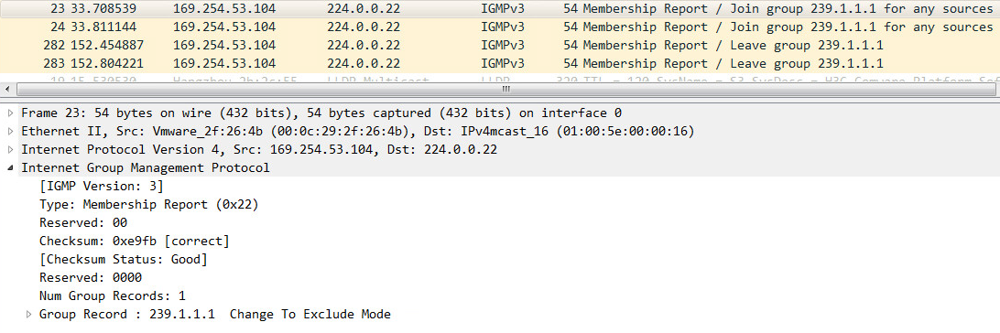 23 33.708539 169.254.53.104 224.0.0.22 IGMPv3 54 Membership Report / Join group 239.1.1.1 for any sources
24 33.811144 169.254.53.104 224.0.0.22 IGMPv3 54 Membership Report / Join group 239.1.1.1 for any sources
282 152.454887 169.254.53.104 224.0.0.22 IGMPv3 54 Membership Report / Leave group 239.1.1.1
283 152.804221 169.254.53.104 224.0.0.22 IGMPv3 54 Membership Report / Leave group 239.1.1.1
Frame 23: 54 bytes on wire (432 bits), 54 bytes captured (432 bits) on interface 0
Ethernet II, Src: Vmware_2f:26:4b (00:0c:29:2f:26:4b), Dst: IPv4mcast_16 (01:00:5e:00:00:16)
Internet Protocol Version 4, Src: 169.254.53.104, Dst: 224.0.0.22
Internet Group Management Protocol
[IGMP Version: 3]
Type: Membership Report (0x22)
Reserved: 00
Checksum: 0xe9fb [correct]
[Checksum Status: Good]
Reserved: 0000
Num Group Records: 1
Group Record : 239.1.1.1  Change To Exclude Mode